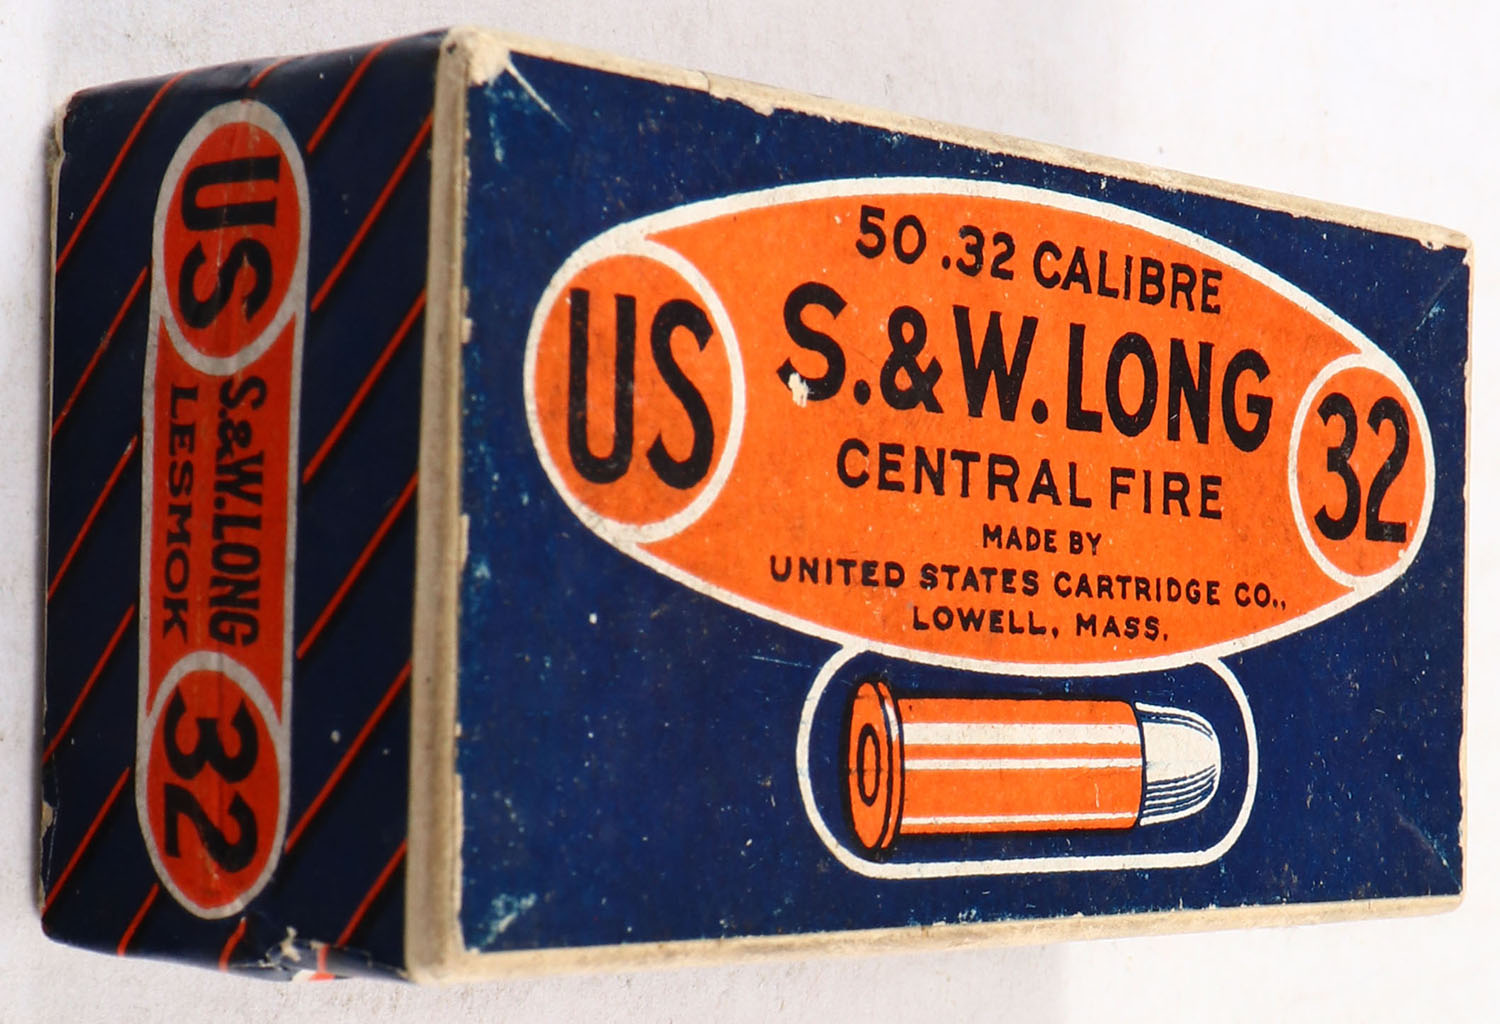 US
S.&W.LONG
LESMOK
32
50 .32 CALIBRE
US
S.&W. LONG
32
CENTRAL FIRE
MADE BY
UNITED STATES CARTRIDGE CO.,
LOWELL, MASS.